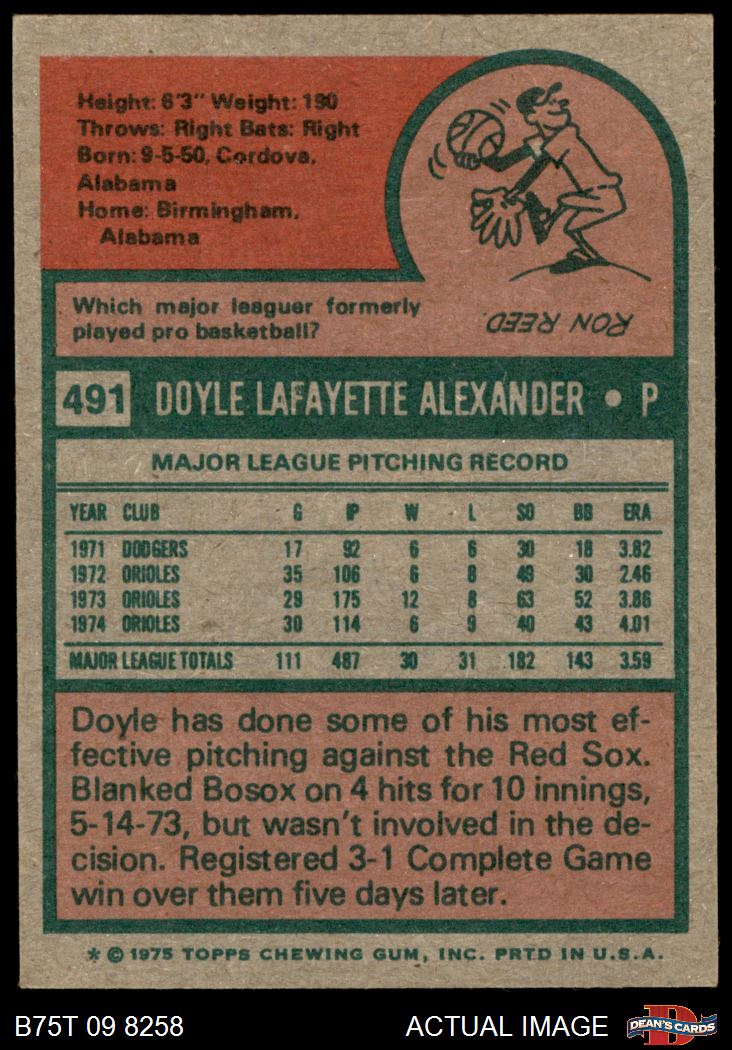 Height: 6'3" Weight: 190
Throws: Right Bats: Right
Born: 9-5-50, Cordova,
Alabama
Home: Birmingham,
Alabama
Which major leaguer formerly
played pro basketball?
RON REED
491 DOYLE LAFAYETTE ALEXANDER • P
MAJOR LEAGUE PITCHING RECORD
YEAR CLUB G IP W L SO BB ERA
1971 DODGERS 17 92 6 6 30 18 3.82
1972 ORIOLES 35 106 6 8 49 30 2.46
1973 ORIOLES 29 175 12 8 63 52 3.86
1974 ORIOLES 30 114 6 9 40 43 4.01
MAJOR LEAGUE TOTALS 111 487 30 31 182 143 3.59
Doyle has done some of his most ef-
fective pitching against the Red Sox.
Blanked Bosox on 4 hits for 10 innings,
5-14-73, but wasn't involved in the de-
cision. Registered 3-1 Complete Game
win over them five days later.
* © 1975 TOPPS CHEWING GUM, INC. PRTD IN U.S.A.
B75T 09 8258 ACTUAL IMAGE DEAN'S CARDS